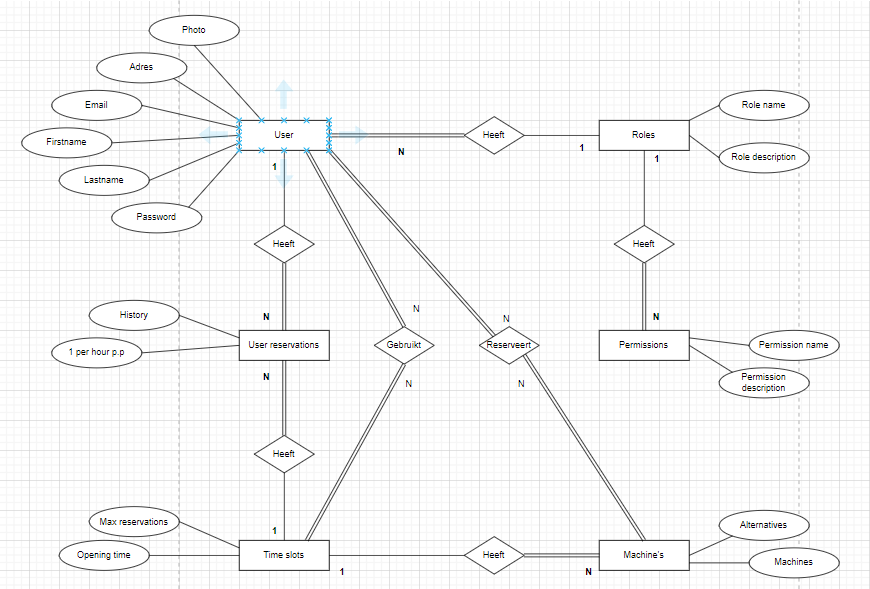 Photo
Adres
Email
Firstname
Lastname
Password
User
N
Heeft
1
Roles
Role name
Role description
1
1
Heeft
Heeft
N
N
N
N
History
1 per hour p.p
User reservations
Gebruikt
Reserveert
Permissions
Permission name
Permission
description
N
N
N
Heeft
1
Max reservations
Opening time
Time slots
1
Heeft
N
Machine's
Alternatives
Machines